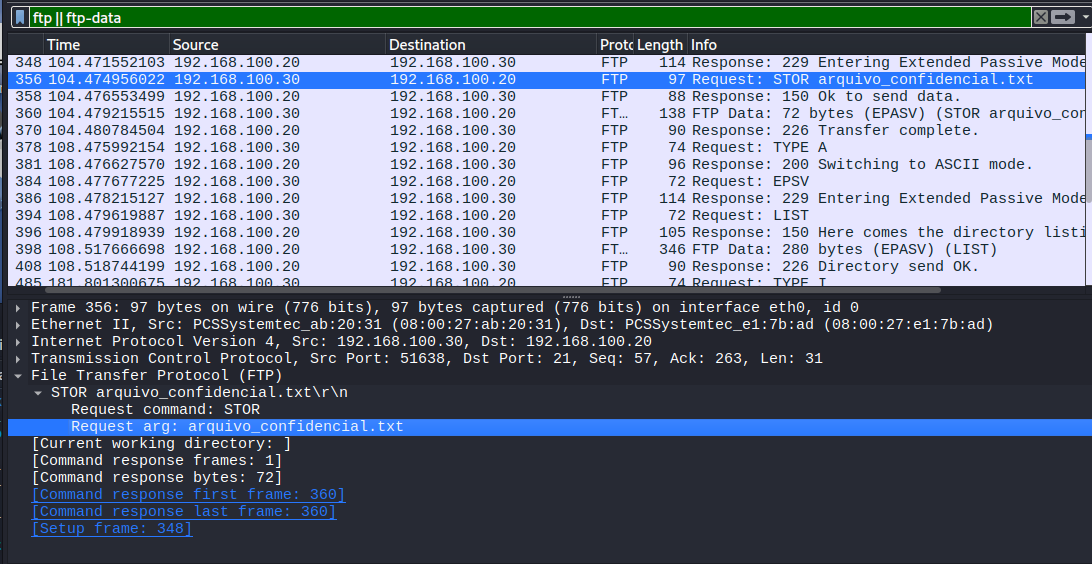 ftp || ftp-data
Time Source Destination Proto Length Info
348 104.471552103 192.168.100.20 192.168.100.30 FTP 114 Response: 229 Entering Extended Passive Mode
356 104.474956022 192.168.100.30 192.168.100.20 FTP 97 Request: STOR arquivo_confidencial.txt
358 104.476553499 192.168.100.20 192.168.100.30 FTP 88 Response: 150 Ok to send data.
360 104.479215515 192.168.100.30 192.168.100.20 FT… 138 FTP Data: 72 bytes (EPASV) (STOR arquivo_con
370 104.480784504 192.168.100.20 192.168.100.30 FTP 90 Response: 226 Transfer complete.
378 108.475992154 192.168.100.30 192.168.100.20 FTP 74 Request: TYPE A
381 108.476627570 192.168.100.20 192.168.100.30 FTP 96 Response: 200 Switching to ASCII mode.
384 108.477677225 192.168.100.30 192.168.100.20 FTP 72 Request: EPSV
386 108.478215127 192.168.100.20 192.168.100.30 FTP 114 Response: 229 Entering Extended Passive Mode
394 108.479619887 192.168.100.30 192.168.100.20 FTP 72 Request: LIST
396 108.479918939 192.168.100.20 192.168.100.30 FTP 105 Response: 150 Here comes the directory listi
398 108.517666698 192.168.100.20 192.168.100.30 FT… 346 FTP Data: 280 bytes (EPASV) (LIST)
408 108.518744199 192.168.100.20 192.168.100.30 FTP 90 Response: 226 Directory send OK.
485 181.801300675 192.168.100.30 192.168.100.20 FTP 74 Request: TYPE I
Frame 356: 97 bytes on wire (776 bits), 97 bytes captured (776 bits) on interface eth0, id 0
Ethernet II, Src: PCSSystemtec_ab:20:31 (08:00:27:ab:20:31), Dst: PCSSystemtec_e1:7b:ad (08:00:27:e1:7b:ad)
Internet Protocol Version 4, Src: 192.168.100.30, Dst: 192.168.100.20
Transmission Control Protocol, Src Port: 51638, Dst Port: 21, Seq: 57, Ack: 263, Len: 31
File Transfer Protocol (FTP)
STOR arquivo_confidencial.txt\r\n
Request command: STOR
Request arg: arquivo_confidencial.txt
[Current working directory: ]
[Command response frames: 1]
[Command response bytes: 72]
[Command response first frame: 360]
[Command response last frame: 360]
[Setup frame: 348]